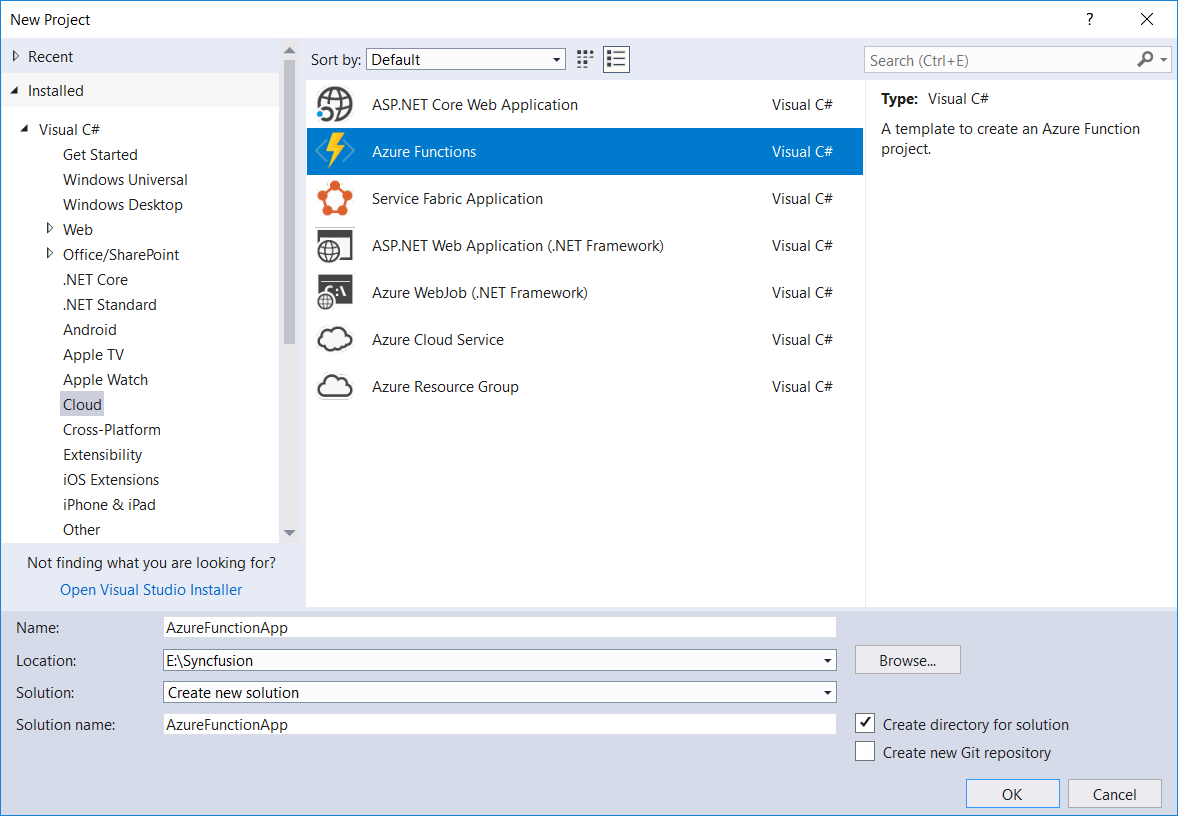 New Project
?
Recent
Installed
Visual C#
Get Started
Windows Universal
Windows Desktop
Web
Office/SharePoint
.NET Core
.NET Standard
Android
Apple TV
Apple Watch
Cloud
Cross-Platform
Extensibility
iOS Extensions
iPhone & iPad
Other
Not finding what you are looking for?
Open Visual Studio Installer
Sort by: Default
Search (Ctrl+E)
ASP.NET Core Web Application Visual C#
Azure Functions Visual C#
Service Fabric Application Visual C#
ASP.NET Web Application (.NET Framework) Visual C#
C:\
Azure WebJob (.NET Framework) Visual C#
Azure Cloud Service Visual C#
Azure Resource Group Visual C#
Type: Visual C#
A template to create an Azure Function
project.
Name: AzureFunctionApp
Location: E:\Syncfusion Browse...
Solution: Create new solution
Solution name: AzureFunctionApp
Create directory for solution
Create new Git repository
OK Cancel